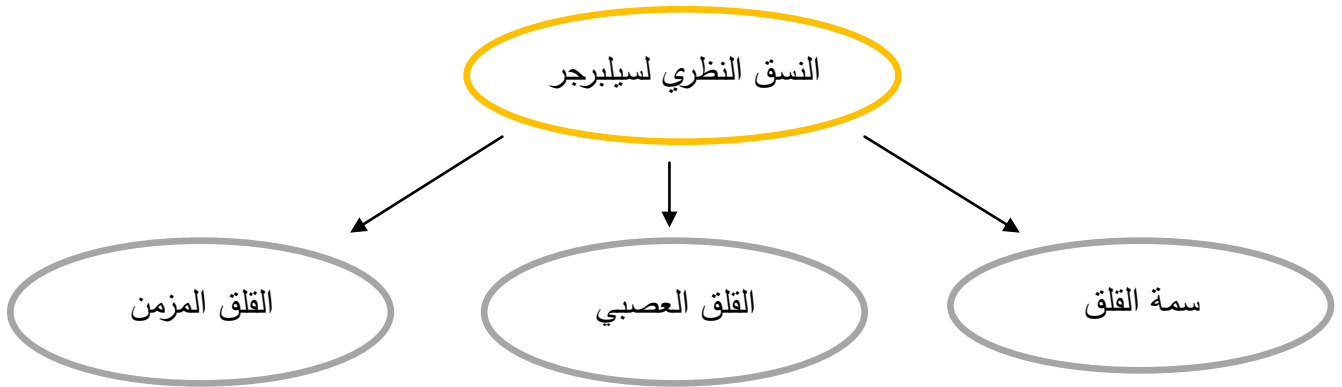 النسق النظري لسيلبرجر
سمة القلق
القلق العصبي
القلق المزمن